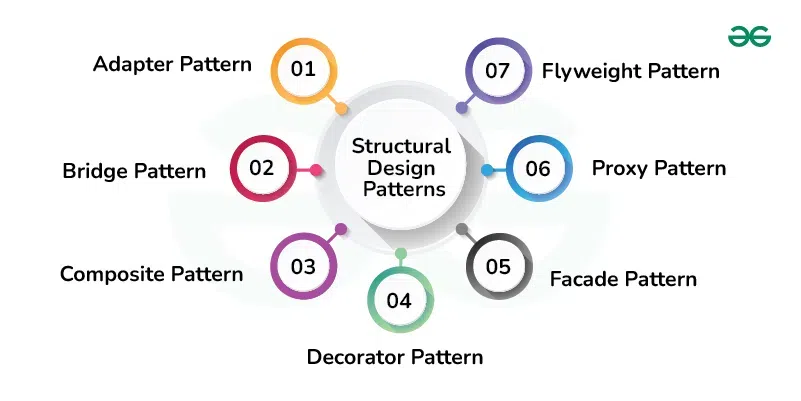 Structural
Design
Patterns
01
Adapter Pattern
02
Bridge Pattern
03
Composite Pattern
04
Decorator Pattern
05
Facade Pattern
06
Proxy Pattern
07
Flyweight Pattern